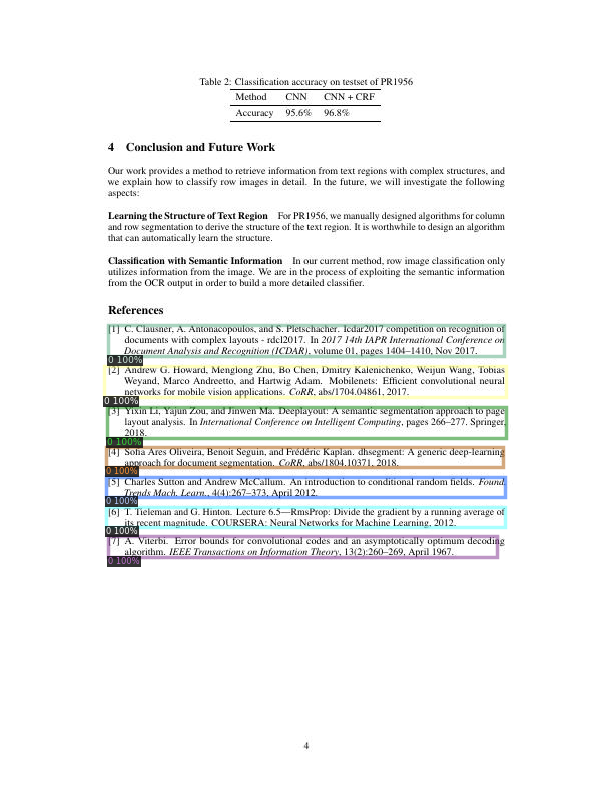 Table 2: Classification accuracy on testset of PR1956
Method CNN CNN + CRF
Accuracy 95.6% 96.8%
4 Conclusion and Future Work
Our work provides a method to retrieve information from text regions with complex structures, and
we explain how to classify row images in detail. In the future, we will investigate the following
aspects:
Learning the Structure of Text Region For PR1956, we manually designed algorithms for column
and row segmentation to derive the structure of the text region. It is worthwhile to design an algorithm
that can automatically learn the structure.
Classification with Semantic Information In our current method, row image classification only
utilizes information from the image. We are in the process of exploiting the semantic information
from the OCR output in order to build a more detailed classifier.
References
[1] C. Clausner, A. Antonacopoulos, and S. Pletschacher. Icdar2017 competition on recognition of
documents with complex layouts - rdcl2017. In 2017 14th IAPR International Conference on
Document Analysis and Recognition (ICDAR), volume 01, pages 1404–1410, Nov 2017.
0 100%
[2] Andrew G. Howard, Menglong Zhu, Bo Chen, Dmitry Kalenichenko, Weijun Wang, Tobias
Weyand, Marco Andreetto, and Hartwig Adam. Mobilenets: Efficient convolutional neural
networks for mobile vision applications. CoRR, abs/1704.04861, 2017.
0 100%
[3] Yixin Li, Yajun Zou, and Jinwen Ma. Deeplayout: A semantic segmentation approach to page
layout analysis. In International Conference on Intelligent Computing, pages 266–277. Springer,
2018.
0 100%
[4] Sofia Ares Oliveira, Benoit Seguin, and Frédéric Kaplan. dhsegment: A generic deep-learning
approach for document segmentation. CoRR, abs/1804.10371, 2018.
0 100%
[5] Charles Sutton and Andrew McCallum. An introduction to conditional random fields. Found.
Trends Mach. Learn., 4(4):267–373, April 2012.
0 100%
[6] T. Tieleman and G. Hinton. Lecture 6.5—RmsProp: Divide the gradient by a running average of
its recent magnitude. COURSERA: Neural Networks for Machine Learning, 2012.
0 100%
[7] A. Viterbi. Error bounds for convolutional codes and an asymptotically optimum decoding
algorithm. IEEE Transactions on Information Theory, 13(2):260–269, April 1967.
0 100%
4